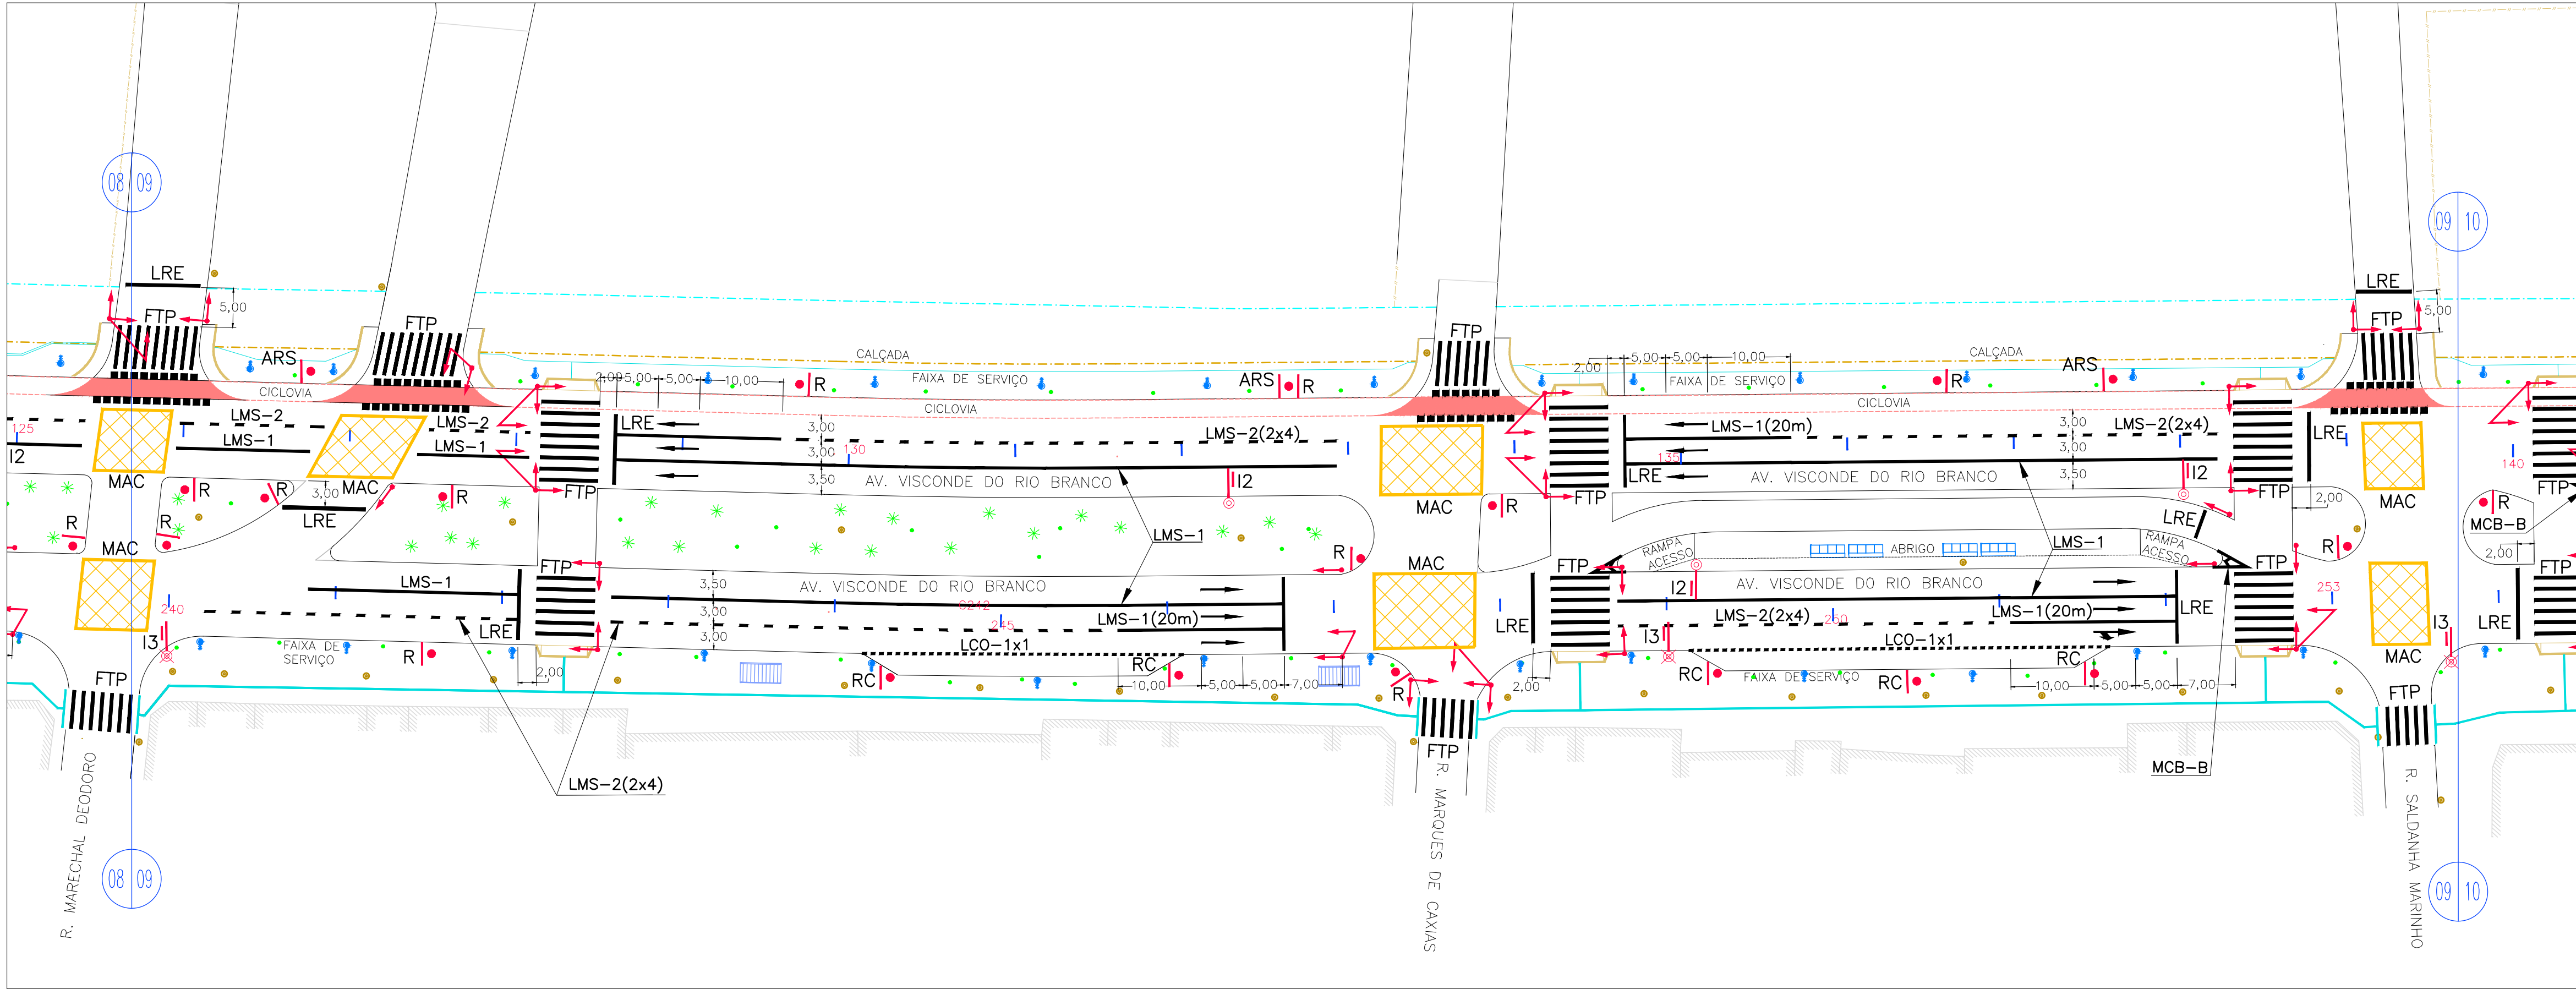 08 09
09 10
LRE
FTP
5,00
FTP
ARS
CALÇADA
FAIXA DE SERVIÇO
ARS
R
R
2,00
5,00
5,00
10,00
CICLOVIA
CICLOVIA
FTP
2,00
5,00
5,00
10,00
CALÇADA
FAIXA DE SERVIÇO
R
ARS
CICLOVIA
LRE
FTP
5,00
125
I2
LMS-2
LMS-1
LMS-2
LMS-1
MAC
MAC
LRE
3,00
3,00
3,50
130
LMS-2(2x4)
AV. VISCONDE DO RIO BRANCO
I2
FTP
MAC
LMS-1(20m)
LRE
135
AV. VISCONDE DO RIO BRANCO
LMS-2(2x4)
3,00
3,00
3,50
I2
FTP
FTP
LRE
MAC
2,00
140
FTP
R
R
R
R
3,00
LRE
R
R
LMS-1
R
LRE
R
MCB-B
2,00
MAC
FTP
R
MAC
FTP
RAMPA
ACESSO
ABRIGO
RAMPA
ACESSO
LMS-1
FTP
R
FTP
240
LMS-1
LRE
3,50
3,00
3,00
AV. VISCONDE DO RIO BRANCO
0242
245
LMS-1(20m)
LCO-1x1
LRE
I2
AV. VISCONDE DO RIO BRANCO
LMS-2(2x4)
250
LMS-1(20m)
LRE
LCO-1x1
253
I3
LRE
I3
FAIXA DE
SERVIÇO
R
2,00
RC
RC
10,00
5,00
5,00
7,00
R
2,00
I3
RC
FAIXA DE SERVIÇO
RC
RC
10,00
5,00
5,00
7,00
MAC
FTP
FTP
FTP
LMS-2(2x4)
MCB-B
R. MARECHAL DEODORO
R. MARQUES DE CAXIAS
R. SALDANHA MARINHO
08 09
09 10